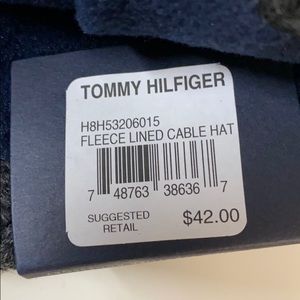 TOMMY HILFIGER
H8H53206015
FLEECE LINED CABLE HAT
7 48763 38636 7
SUGGESTED
RETAIL $42.00